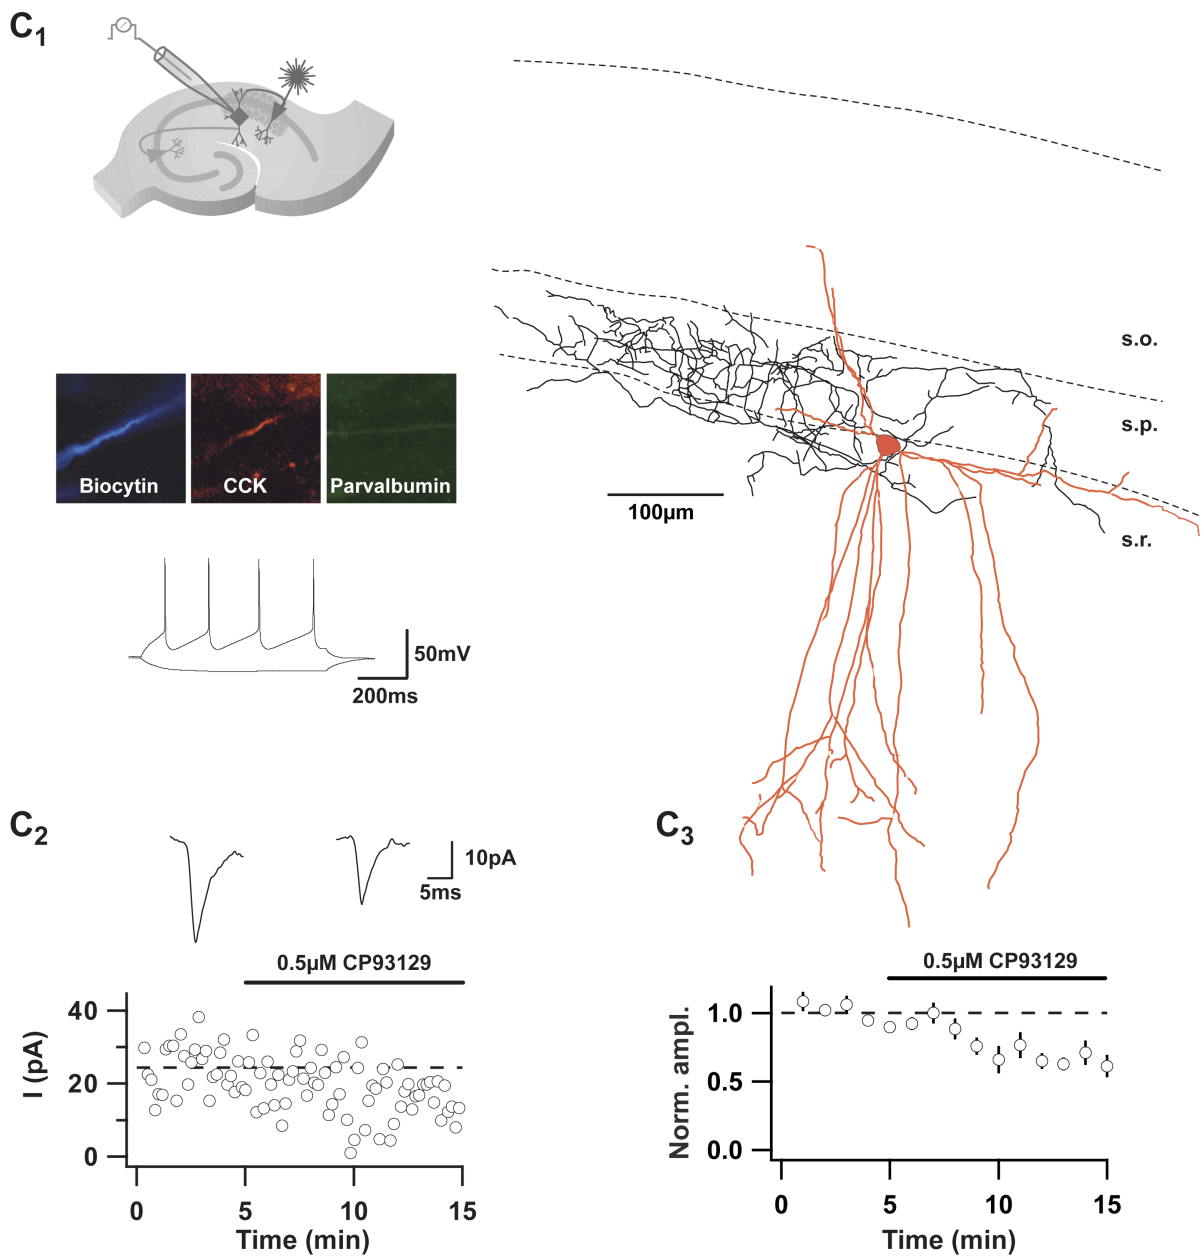 C1
s.o.
s.p.
s.r.
100µm
Biocytin
CCK
Parvalbumin
50mV
200ms
C2
10pA
5ms
0.5µM CP93129
I (pA)
40
20
0
0 5 10 15
Time (min)
C3
0.5µM CP93129
Norm. ampl.
1.0
0.5
0.0
0 5 10 15
Time (min)